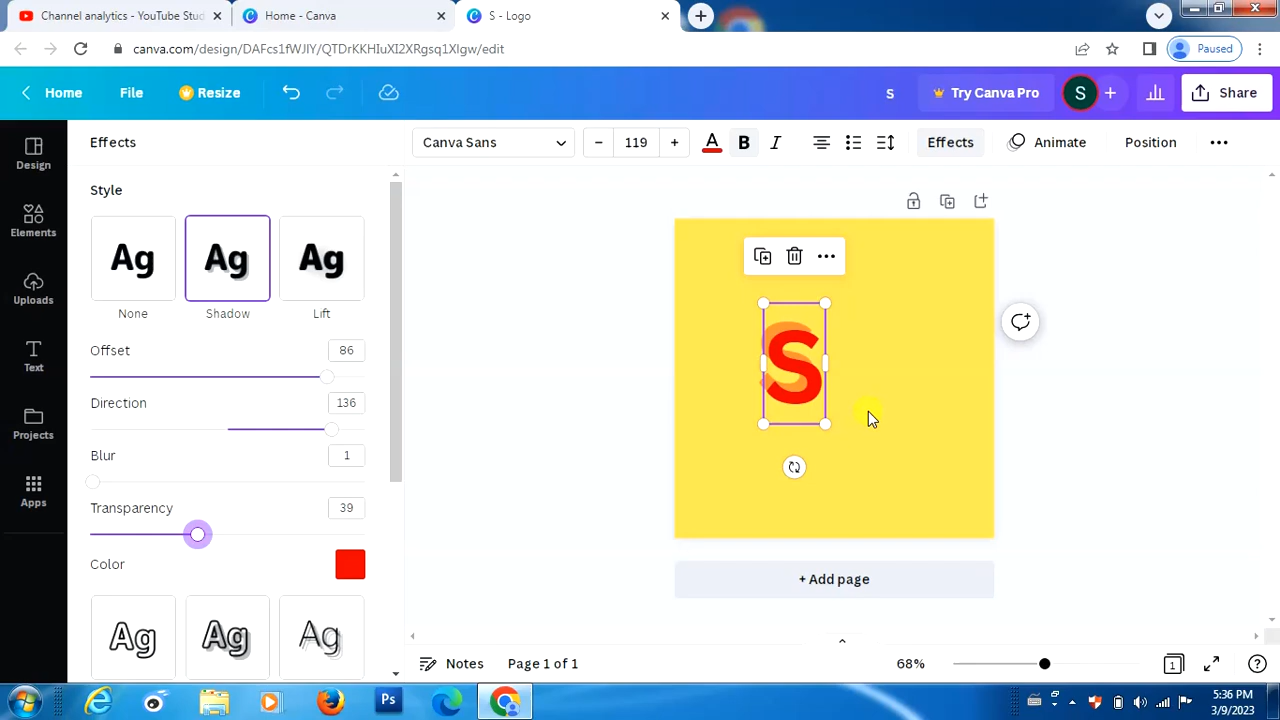 Channel analytics - YouTube Stud
Home - Canva
S - Logo
canva.com/design/DAFcs1fWJIY/QTDrKKHIuXI2XRgsq1XIgw/edit
Paused
Home
File
Resize
S
Try Canva Pro
S
Share
Design
Elements
Uploads
Text
Projects
Apps
Effects
Canva Sans
119
A
B
I
Effects
Animate
Position
Style
Ag
Ag
Ag
None
Shadow
Lift
Offset
86
Direction
136
Blur
1
Transparency
39
Color
Ag
Ag
Ag
S
+ Add page
Notes
Page 1 of 1
68%
1
Ps
5:36 PM
3/9/2023